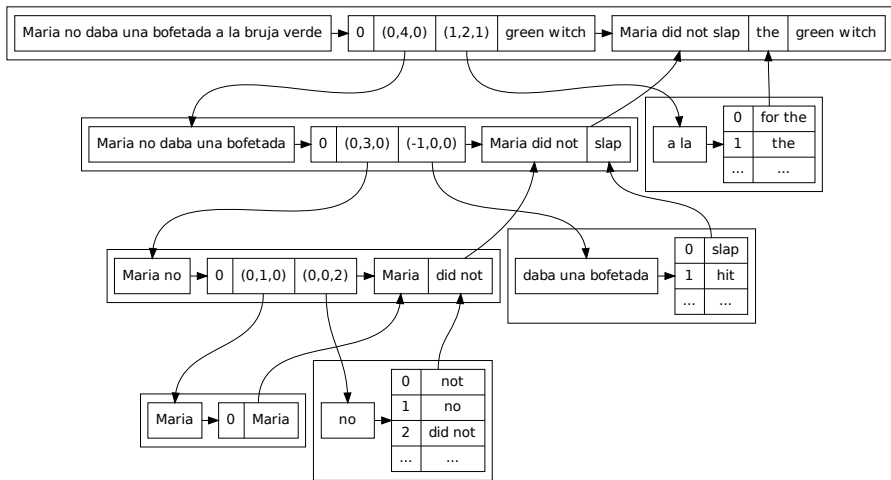 Maria no daba una bofetada a la bruja verde 0 (0,4,0) (1,2,1) green witch Maria did not slap the green witch
Maria no daba una bofetada 0 (0,3,0) (-1,0,0) Maria did not slap
a la
0 for the
1 the
... ...
Maria no 0 (0,1,0) (0,0,2) Maria did not
daba una bofetada
0 slap
1 hit
... ...
Maria 0 Maria
no
0 not
1 no
2 did not
... ...